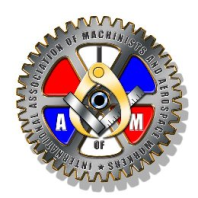 INTERNATIONAL ASSOCIATION OF MACHINISTS AND AEROSPACE WORKERS ★
A M
OF